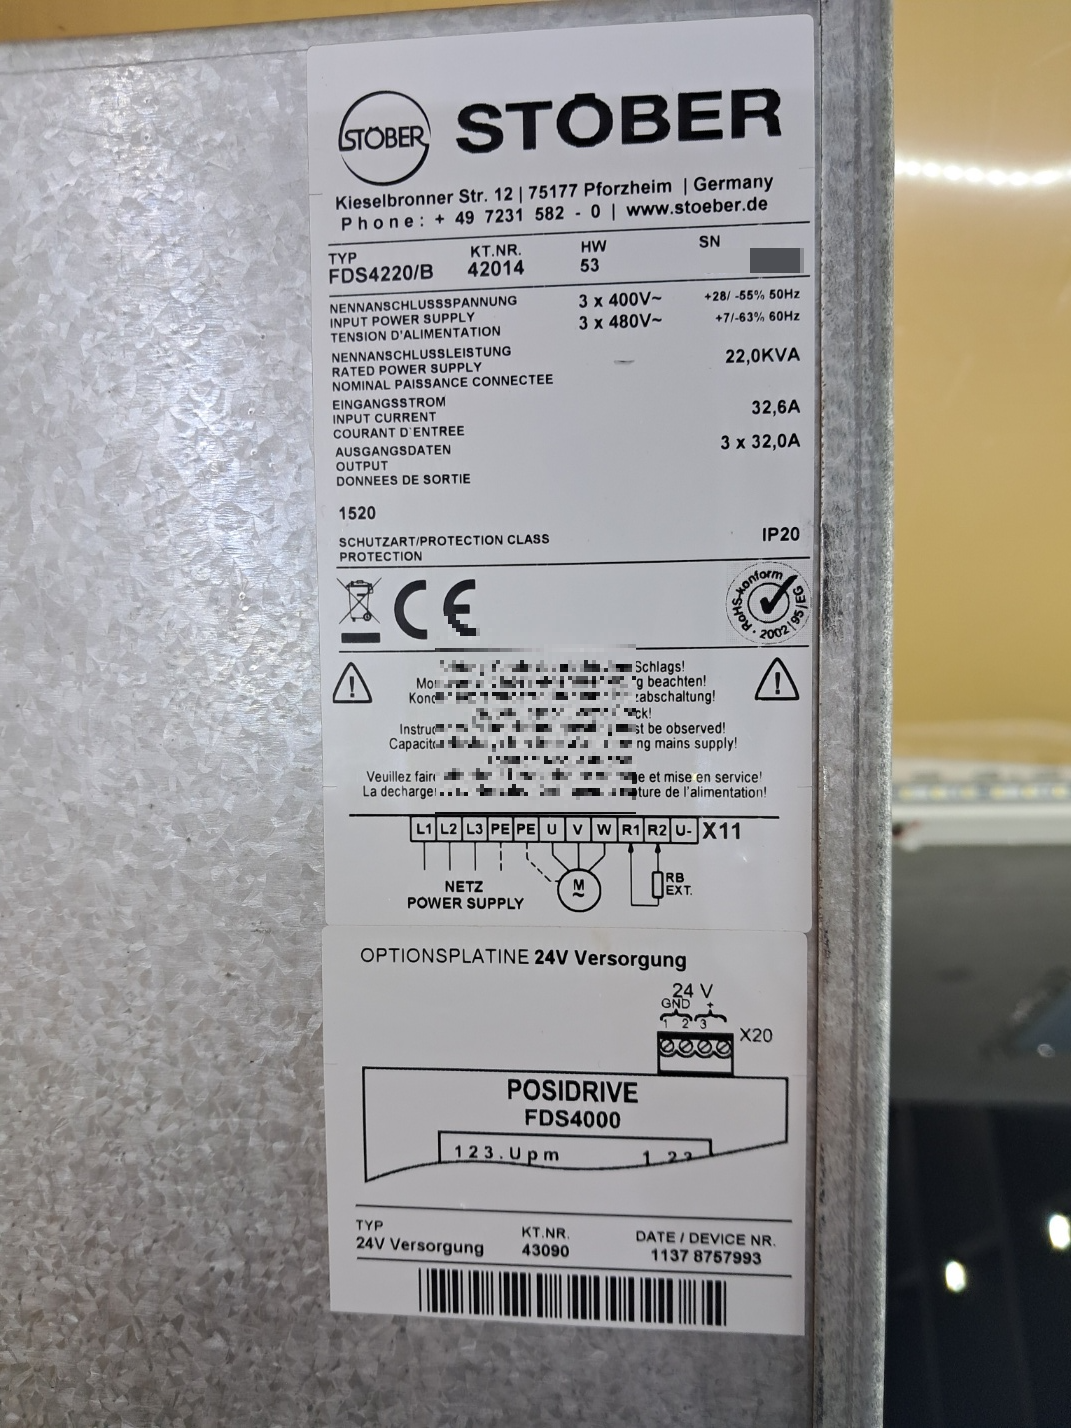 STÖBER
STÖBER
Kieselbronner Str. 12 | 75177 Pforzheim | Germany
Phone: + 49 7231 582 - 0 | www.stoeber.de
TYP KT.NR. HW SN
FDS4220/B 42014 53
NENNANSCHLUSSSPANNUNG 3 x 400V~ +28/ -55% 50Hz
INPUT POWER SUPPLY 3 x 480V~ +7/-63% 60Hz
TENSION D'ALIMENTATION
NENNANSCHLUSSLEISTUNG 22,0KVA
RATED POWER SUPPLY
NOMINAL PAISSANCE CONNECTEE
EINGANGSSTROM 32,6A
INPUT CURRENT
COURANT D'ENTREE
AUSGANGSDATEN 3 x 32,0A
OUTPUT
DONNEES DE SORTIE
1520
SCHUTZART/PROTECTION CLASS IP20
PROTECTION
CE
RoHS-konform · 2002/95/EG
Schlags!
beachten!
must be observed!
mains supply!
Veuillez et mise en service!
La de l'alimentation!
L1 L2 L3 PE PE U V W R1 R2 U- X11
NETZ
POWER SUPPLY
M
~
RB
EXT.
OPTIONSPLATINE 24V Versorgung
24 V
GND +
1 2 3
X20
POSIDRIVE
FDS4000
123.Upm 1 23
TYP KT.NR. DATE / DEVICE NR.
24V Versorgung 43090 1137 8757993